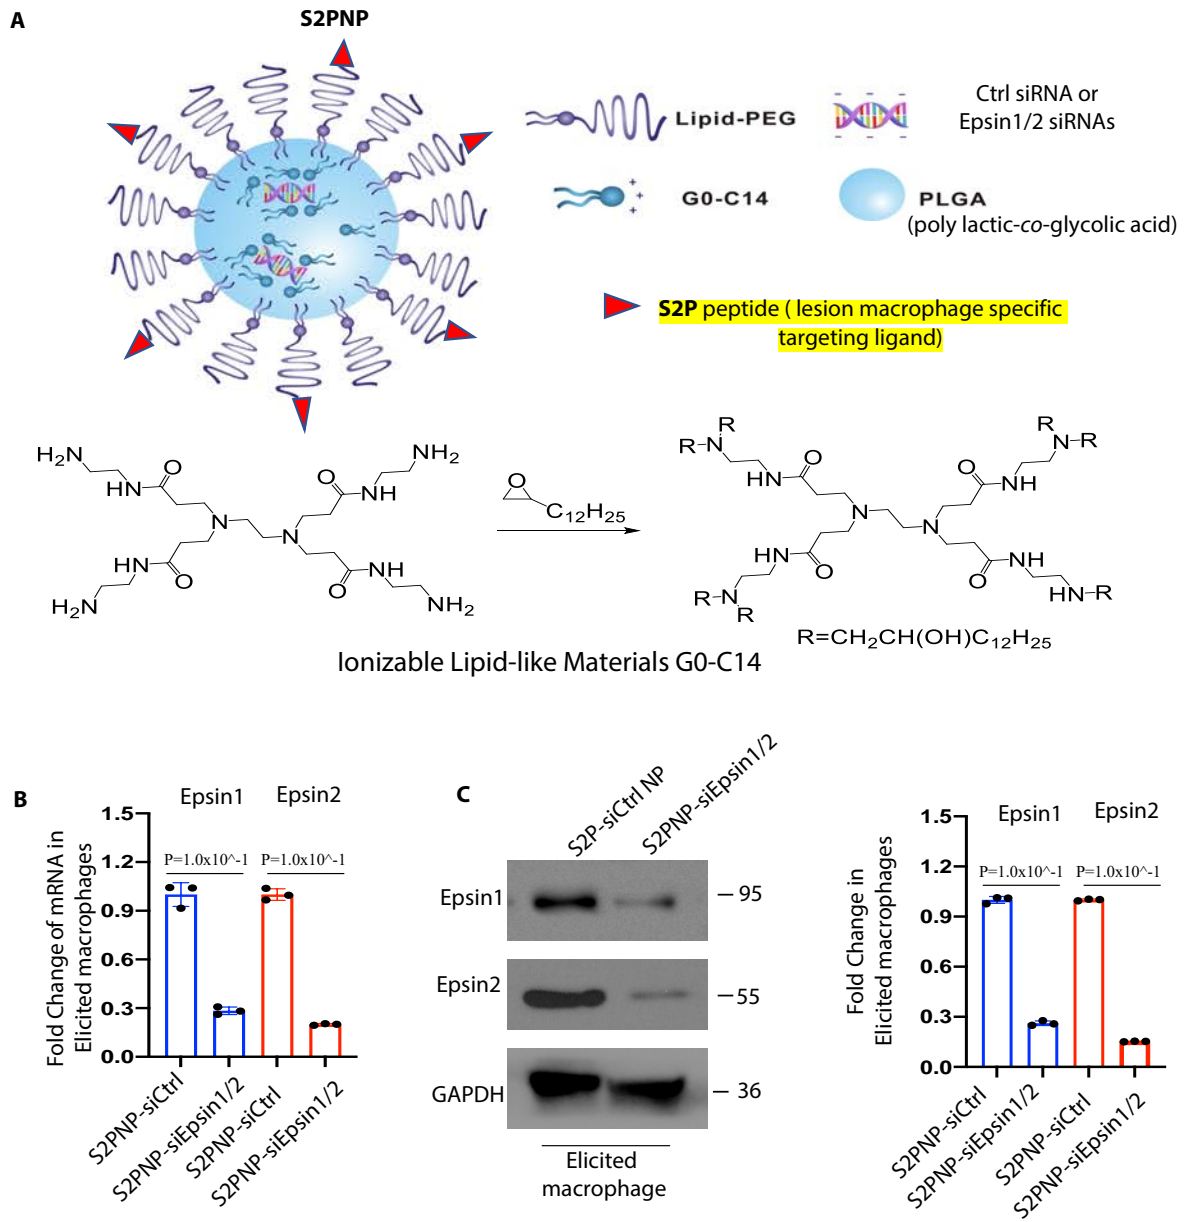 A
S2PNP
Lipid-PEG
Ctrl siRNA or
Epsin1/2 siRNAs
+
+
+
G0-C14
PLGA
(poly lactic-co-glycolic acid)
S2P peptide ( lesion macrophage specific
targeting ligand)
H2N
HN
O
N
O
NH
NH2
O
C12H25
HN
O
H2N
N
O
NH
NH2
R
R-N
HN
O
N
O
NH
R
N-R
HN
O
R-N
R
N
O
NH
HN-R
R=CH2CH(OH)C12H25
Ionizable Lipid-like Materials G0-C14
B
Epsin1
Epsin2
Fold Change of mRNA in
Elicited macrophages
1.5
1.2
0.9
0.6
0.3
0.0
P=1.0x10^-1
P=1.0x10^-1
S2PNP-siCtrl
S2PNP-siEpsin1/2
S2PNP-siCtrl
S2PNP-siEpsin1/2
C
S2P-siCtrl NP
S2PNP-siEpsin1/2
Epsin1
95
Epsin2
55
GAPDH
36
Elicited
macrophage
Epsin1
Epsin2
Fold Change in
Elicited macrophages
1.5
1.2
0.9
0.6
0.3
0.0
P=1.0x10^-1
P=1.0x10^-1
S2PNP-siCtrl
S2PNP-siEpsin1/2
S2PNP-siCtrl
S2PNP-siEpsin1/2